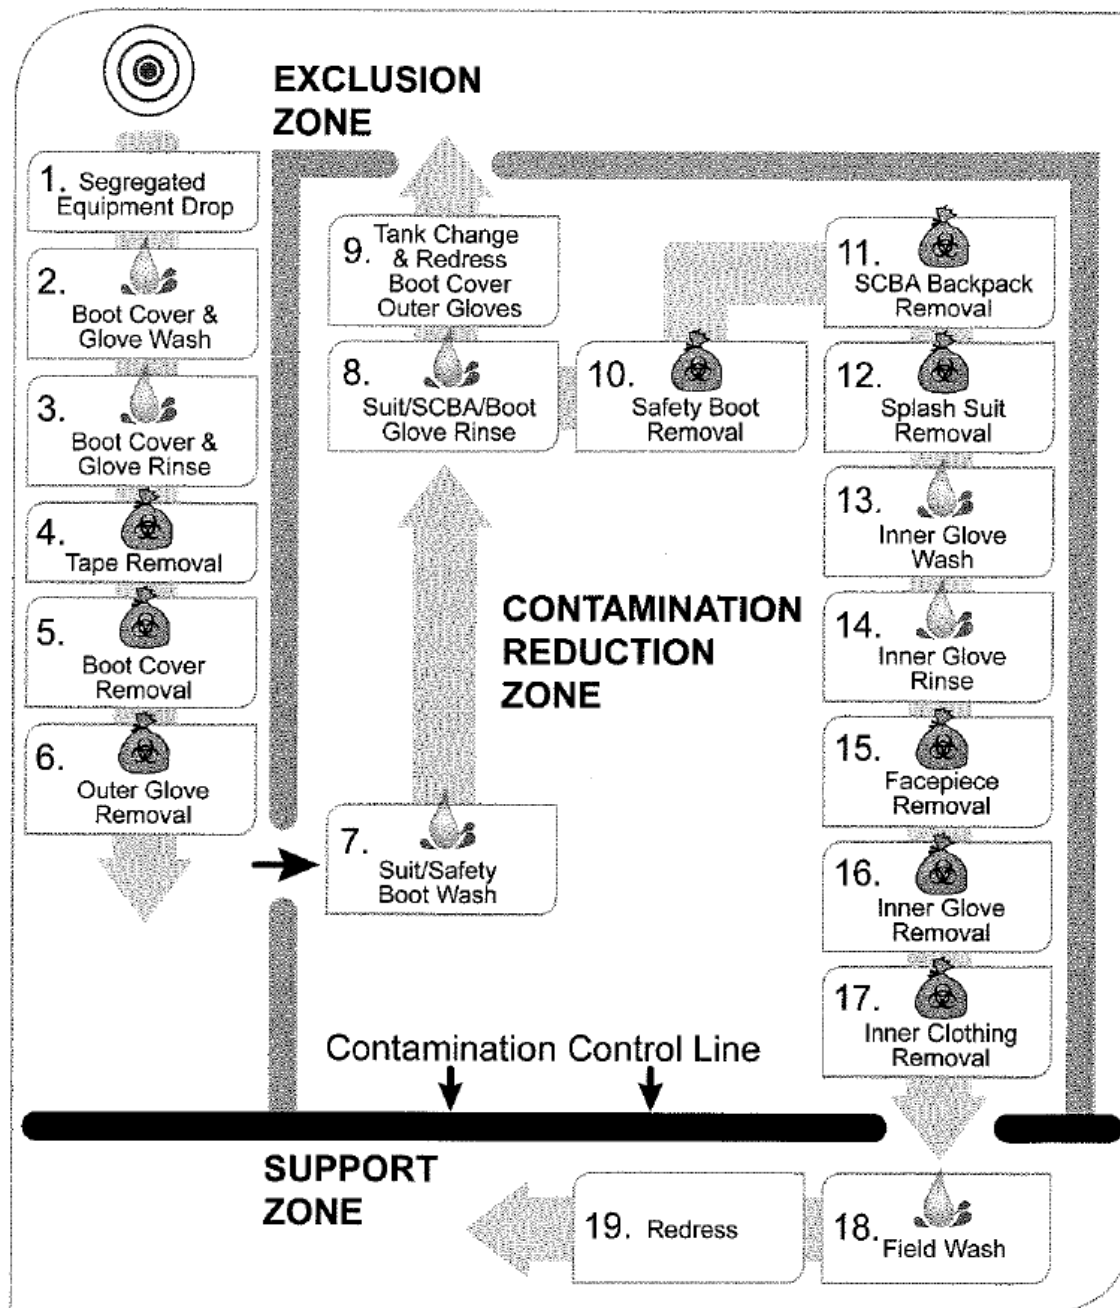 EXCLUSION
ZONE
1. Segregated
Equipment Drop
2.
Boot Cover &
Glove Wash
3.
Boot Cover &
Glove Rinse
4.
Tape Removal
5.
Boot Cover
Removal
6.
Outer Glove
Removal
7.
Suit/Safety
Boot Wash
8.
Suit/SCBA/Boot
Glove Rinse
9. Tank Change
& Redress
Boot Cover
Outer Gloves
10.
Safety Boot
Removal
11.
SCBA Backpack
Removal
12.
Splash Suit
Removal
13.
Inner Glove
Wash
14.
Inner Glove
Rinse
15.
Facepiece
Removal
16.
Inner Glove
Removal
17.
Inner Clothing
Removal
CONTAMINATION
REDUCTION
ZONE
Contamination Control Line
SUPPORT
ZONE
18.
Field Wash
19. Redress